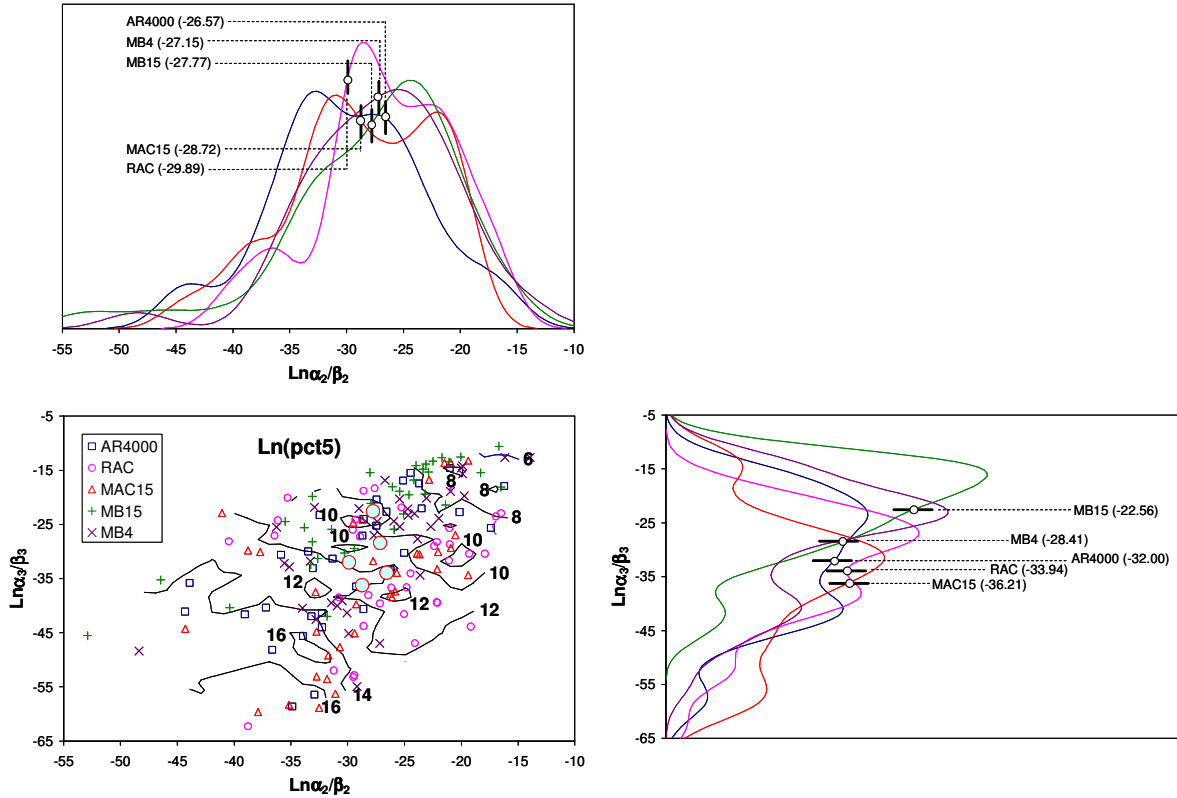 AR4000 (-26.57)
MB4 (-27.15)
MB15 (-27.77)
MAC15 (-28.72)
RAC (-29.89)
-55 -50 -45 -40 -35 -30 -25 -20 -15 -10
Lnα₂/β₂
-5
-15
-25
-35
-45
-55
-65
Lnα₃/β₃
AR4000
RAC
MAC15
MB15
MB4
Ln(pct5)
6
8
8
8
10
10
10
10
12
12
12
16
14
16
-55 -50 -45 -40 -35 -30 -25 -20 -15 -10
Lnα₂/β₂
-5
-15
-25
-35
-45
-55
-65
Lnα₃/β₃
MB15 (-22.56)
MB4 (-28.41)
AR4000 (-32.00)
RAC (-33.94)
MAC15 (-36.21)